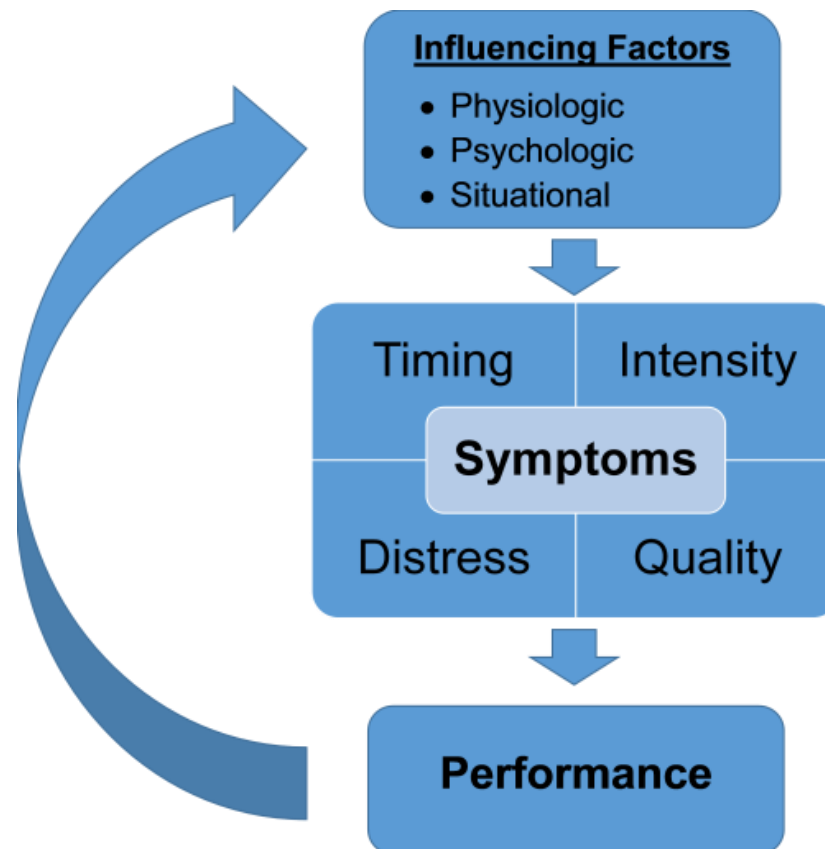 Influencing Factors
• Physiologic
• Psychologic
• Situational
Timing
Intensity
Symptoms
Distress
Quality
Performance